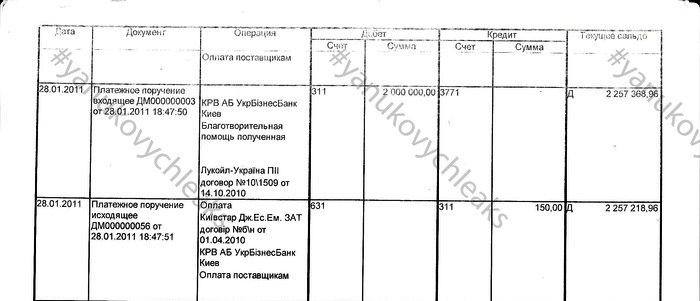 Дата Документ Операция Дебет Кредит Текущее сальдо
Счет Сумма Счет Сумма
Оплата поставщикам
28.01.2011 Платежное поручение 311 2 000 000,00 3771 Д 2 257 368,96
входящее ДМ000000003 КРВ АБ УкрБізнесБанк
от 28.01.2011 18:47:50 Киев
Благотворительная
помощь полученная
Лукойл-Україна ПІІ
договор №10\1509 от
14.10.2010
28.01.2011 Платежное поручение Оплата 631 311 150,00 Д 2 257 218,96
исходящее Київстар Дж.Ес.Ем. ЗАТ
ДМ000000056 от договір №б\н от
28.01.2011 18:47:51 01.04.2010
КРВ АБ УкрБізнесБанк
Киев
Оплата поставщикам
#yanukovychleaks
#yanukovychleaks